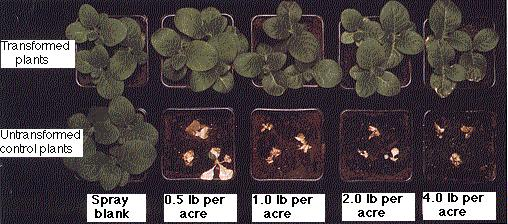 Transformed
plants
Untransformed
control plants
Spray
blank
0.5 lb per
acre
1.0 lb per
acre
2.0 lb per
acre
4.0 lb per
acre